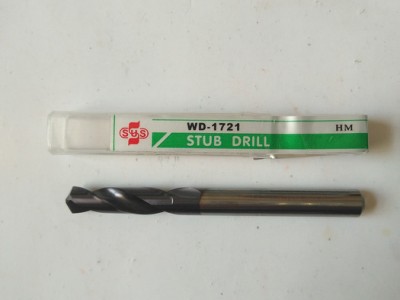 SUS
WD-1721
STUB DRILL
HM